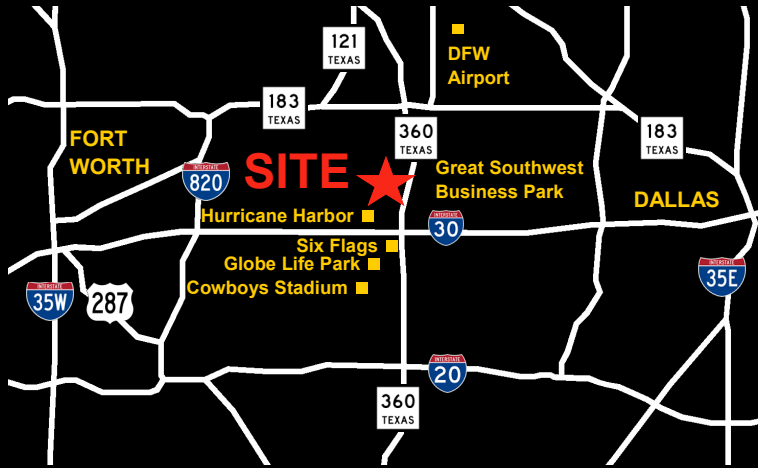 121
TEXAS
DFW
Airport
183
TEXAS
360
TEXAS
183
TEXAS
FORT
WORTH
INTERSTATE
820
SITE
Great Southwest
Business Park
DALLAS
Hurricane Harbor
INTERSTATE
30
Six Flags
Globe Life Park
Cowboys Stadium
INTERSTATE
35W
287
INTERSTATE
35E
INTERSTATE
20
360
TEXAS